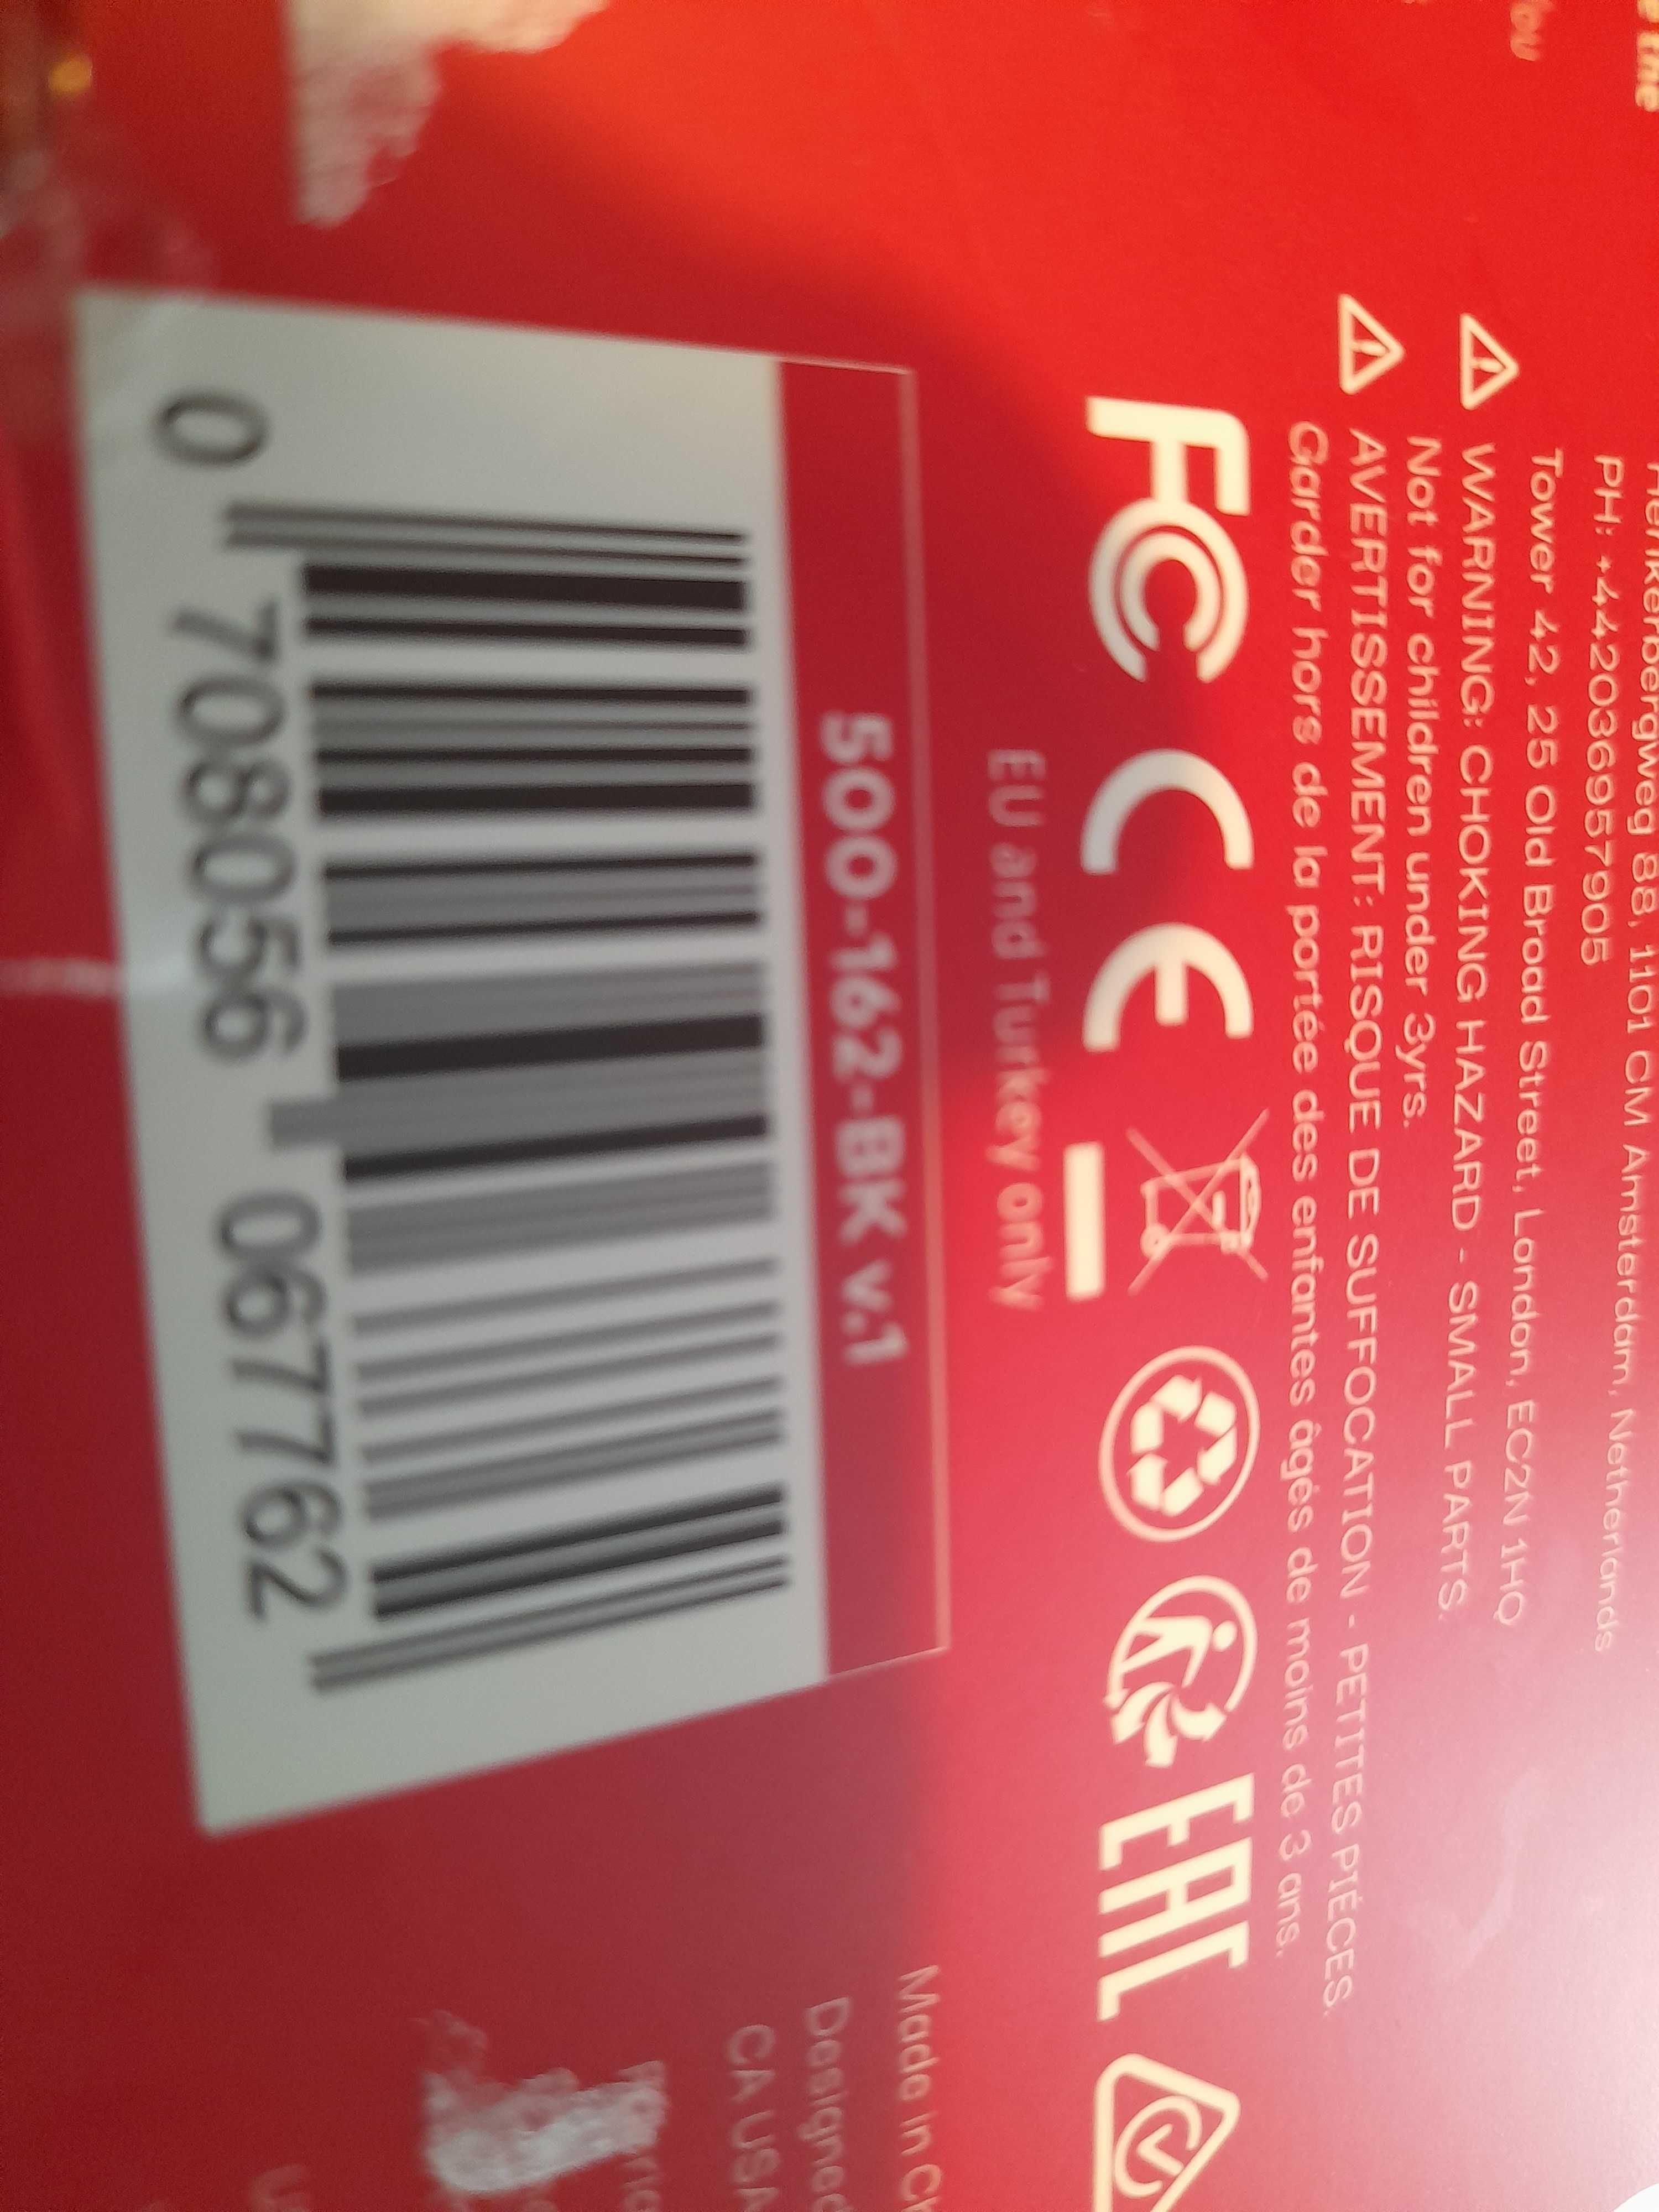 e the
You
88, 1101 CM Amsterdam, Netherlands
PH: +442036957905
Tower 42, 25 Old Broad Street, London, EC2N 1HQ
WARNING: CHOKING HAZARD - SMALL PARTS.
Not for children under 3yrs.
AVERTISSEMENT: RISQUE DE SUFFOCATION - PETITES PIÉCES.
Garder hors de la portée des enfantes âgés de moins de 3 ans.
FC CE EAC
EU and Turkey only
500-162-BK v.1
0 708056 067762
Made in
Designed
CA USA